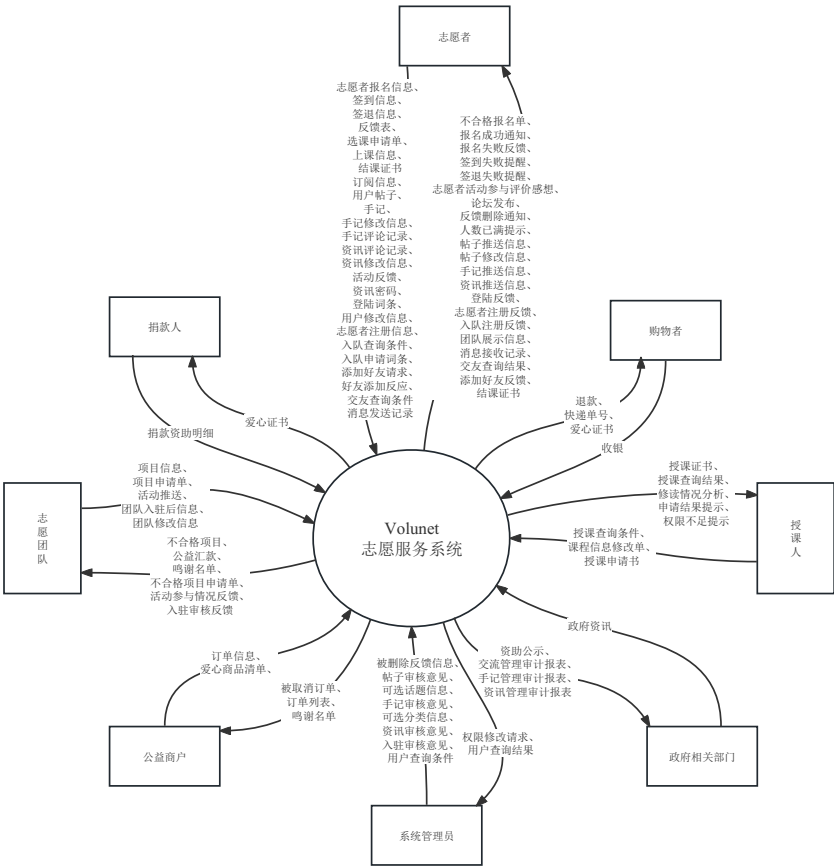 志愿者
志愿者报名信息、
签到信息、
签退信息、
反馈表、
选课申请单、
上课信息、
结课证书
订阅信息、
用户帖子、
手记、
手记修改信息、
手记评论记录、
资讯评论记录、
资讯修改信息、
活动反馈、
资讯密码、
登陆词条、
用户修改信息、
志愿者注册信息、
入队查询条件、
入队申请词条、
添加好友请求、
好友添加反应、
交友查询条件
消息发送记录
不合格报名单、
报名成功通知、
报名失败反馈、
签到失败提醒、
签退失败提醒、
志愿者活动参与评价感想、
论坛发布、
反馈删除通知、
人数已满提示、
帖子推送信息、
帖子修改信息、
手记推送信息、
资讯推送信息、
登陆反馈、
志愿者注册反馈、
入队注册反馈、
团队展示信息、
消息接收记录、
交友查询结果、
添加好友反馈、
结课证书
捐款人
购物者
爱心证书
捐款资助明细
退款、
快递单号、
爱心证书
收银
志
愿
团
队
项目信息、
项目申请单、
活动推送、
团队入驻后信息、
团队修改信息
不合格项目、
公益汇款、
鸣谢名单、
不合格项目申请单、
活动参与情况反馈、
入驻审核反馈
Volunet
志愿服务系统
授课证书、
授课查询结果、
修读情况分析、
申请结果提示、
权限不足提示
授课查询条件、
课程信息修改单、
授课申请书
授
课
人
订单信息、
爱心商品清单、
被取消订单、
订单列表、
鸣谢名单
公益商户
被删除反馈信息、
帖子审核意见、
可选话题信息、
手记审核意见、
可选分类信息、
资讯审核意见、
入驻审核意见、
用户查询条件
权限修改请求、
用户查询结果
系统管理员
政府资讯
资助公示、
交流管理审计报表、
手记管理审计报表、
资讯管理审计报表
政府相关部门